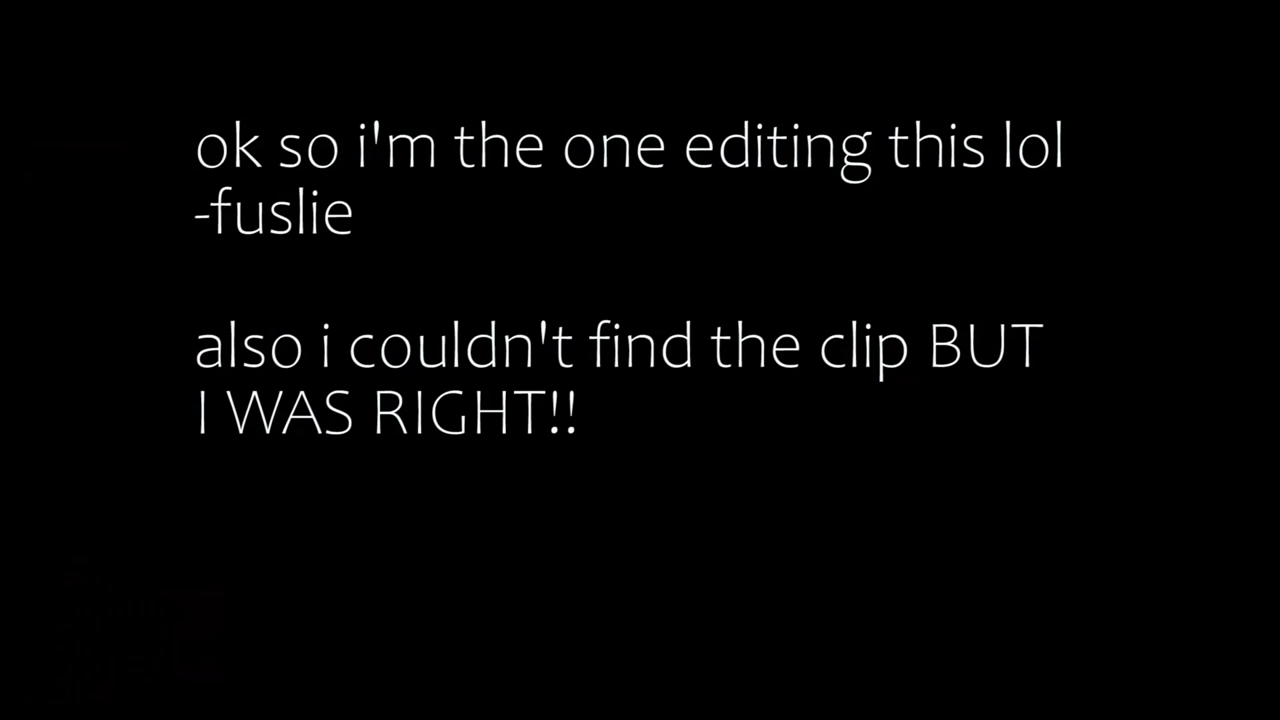 ok so i'm the one editing this lol
-fuslie
also i couldn't find the clip BUT
I WAS RIGHT!!